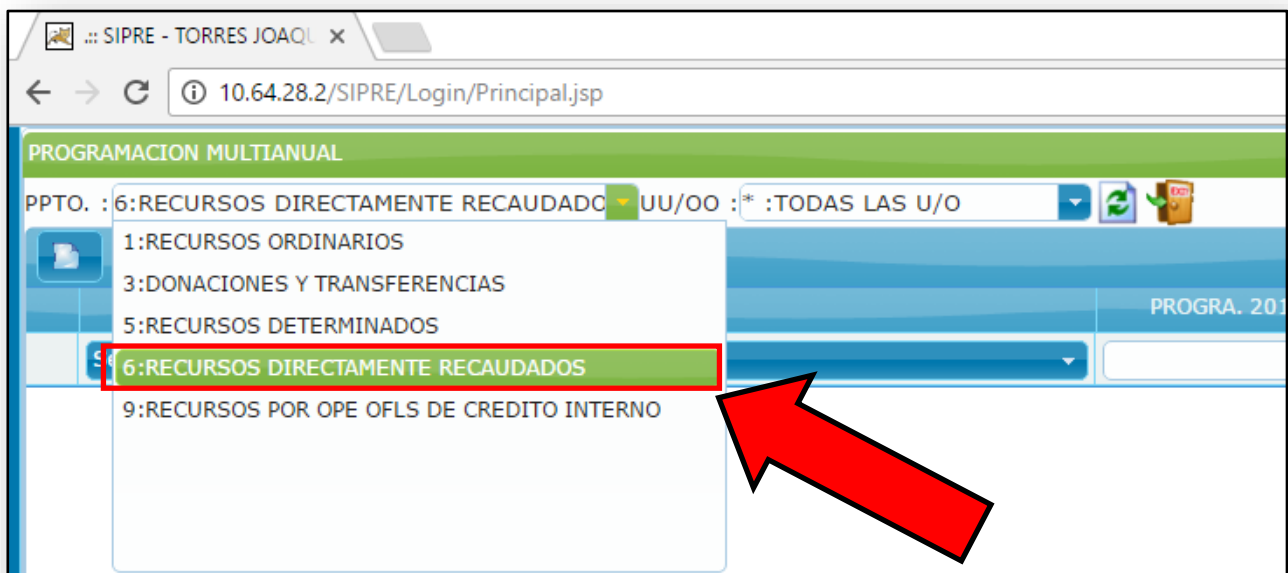 .:: SIPRE - TORRES JOAQU
10.64.28.2/SIPRE/Login/Principal.jsp
PROGRAMACION MULTIANUAL
PPTO. : 6:RECURSOS DIRECTAMENTE RECAUDADO UU/OO : * :TODAS LAS U/O EXIT
1:RECURSOS ORDINARIOS
3:DONACIONES Y TRANSFERENCIAS
5:RECURSOS DETERMINADOS
PROGRA. 201
6:RECURSOS DIRECTAMENTE RECAUDADOS
9:RECURSOS POR OPE OFLS DE CREDITO INTERNO